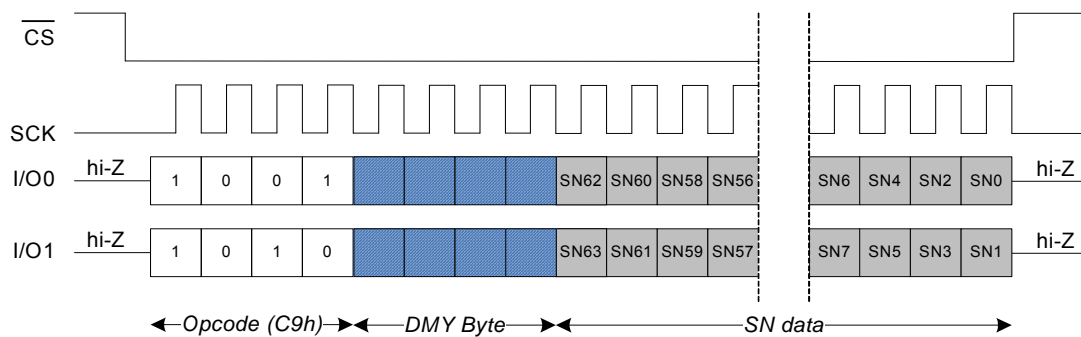 CS
SCK
hi-Z hi-Z
I/O0 1 0 0 1 SN62 SN60 SN58 SN56 SN6 SN4 SN2 SN0
hi-Z hi-Z
I/O1 1 0 1 0 SN63 SN61 SN59 SN57 SN7 SN5 SN3 SN1
Opcode (C9h) DMY Byte SN data